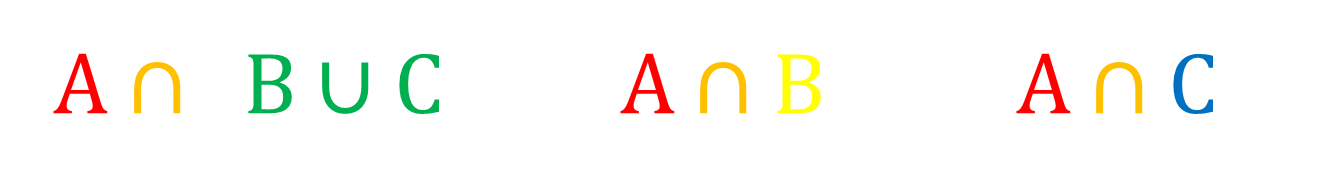 A ∩ B ∪ C A ∩ B A ∩ C